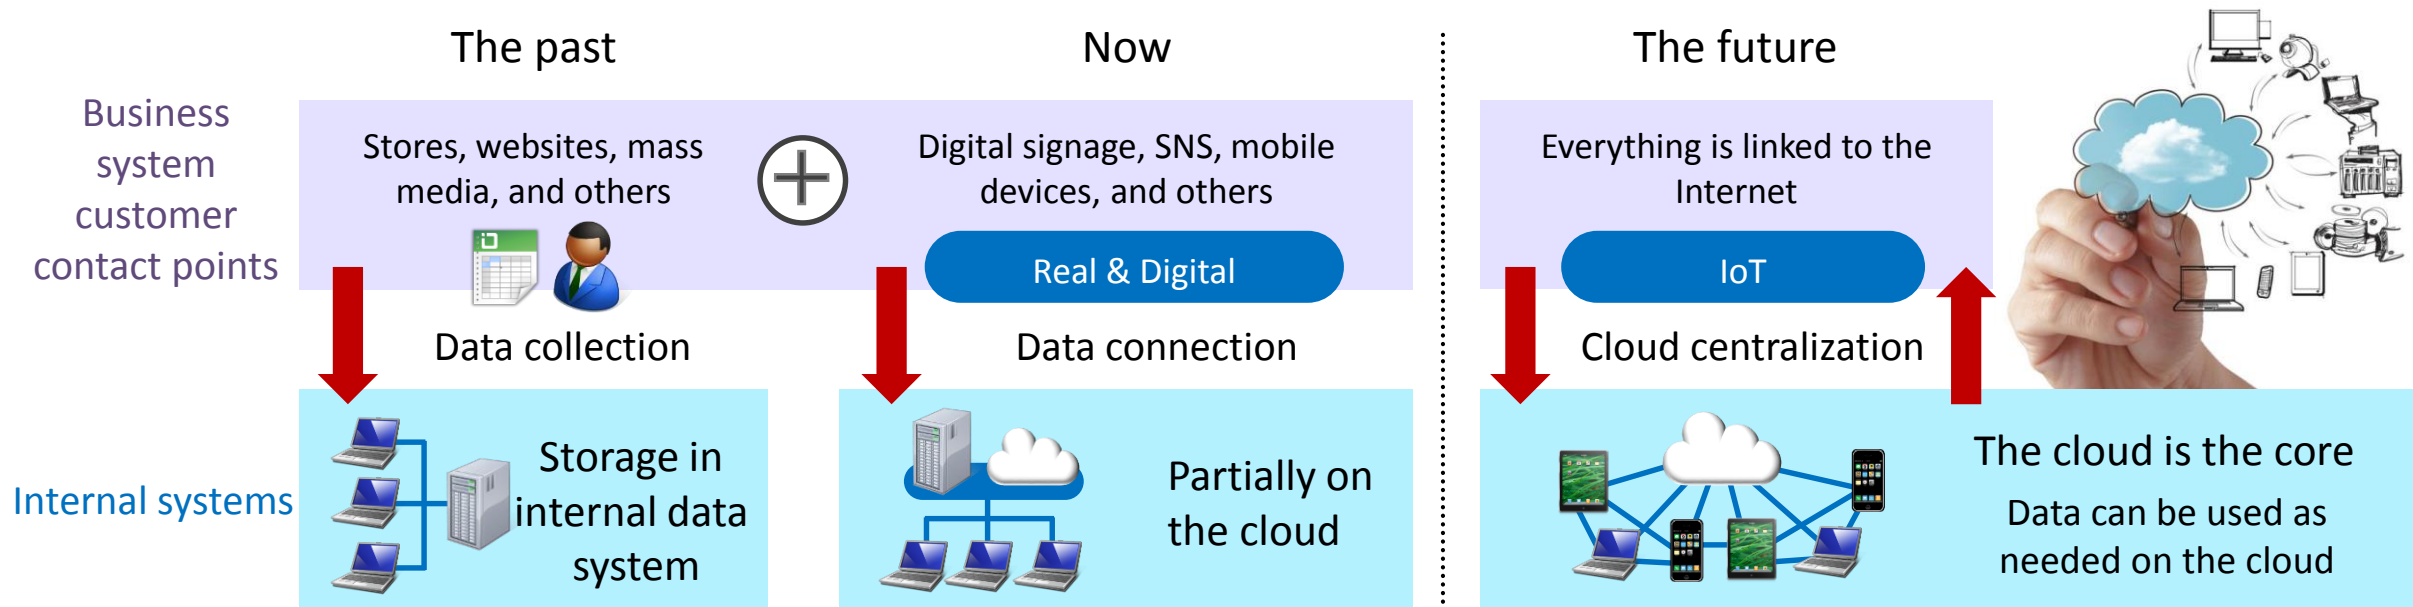 The past
Now
The future
Business
system
customer
contact points
Stores, websites, mass
media, and others
Digital signage, SNS, mobile
devices, and others
Real & Digital
Everything is linked to the
Internet
IoT
Data collection
Data connection
Cloud centralization
Internal systems
Storage in
internal data
system
Partially on
the cloud
The cloud is the core
Data can be used as
needed on the cloud